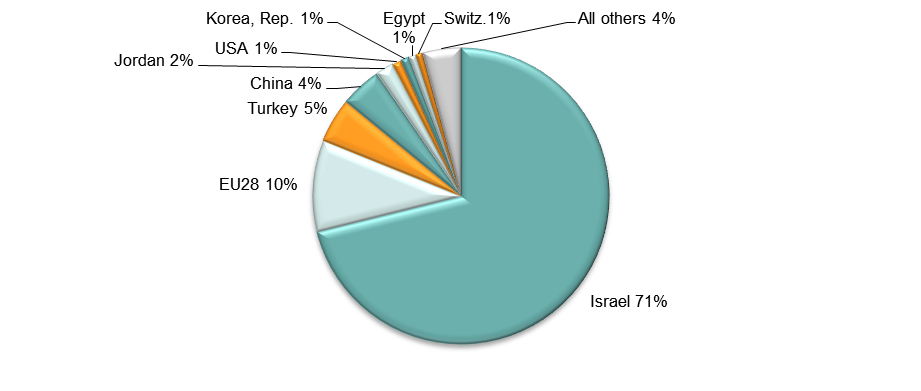 Korea, Rep. 1%
Egypt
1%
Switz.1%
All others 4%
USA 1%
Jordan 2%
China 4%
Turkey 5%
EU28 10%
Israel 71%